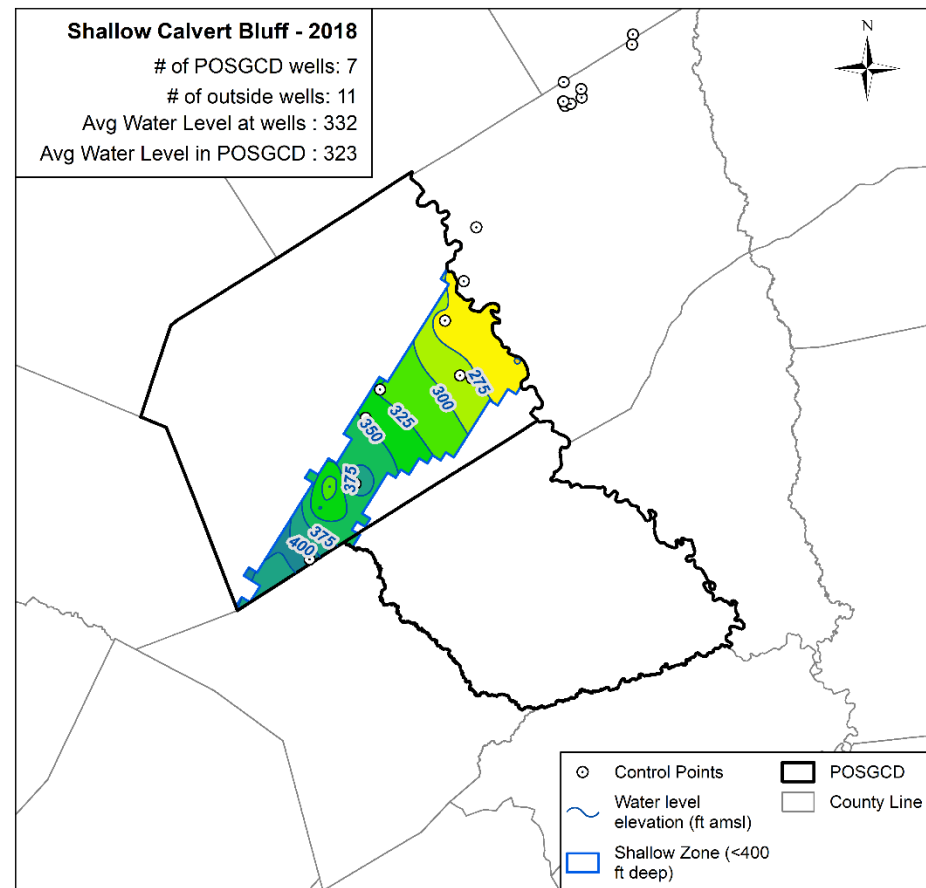 Shallow Calvert Bluff - 2018
# of POSGCD wells: 7
# of outside wells: 11
Avg Water Level at wells : 332
Avg Water Level in POSGCD : 323
N
275
300
325
350
375
375
400
Control Points
Water level
elevation (ft amsl)
Shallow Zone (<400
ft deep)
POSGCD
County Line